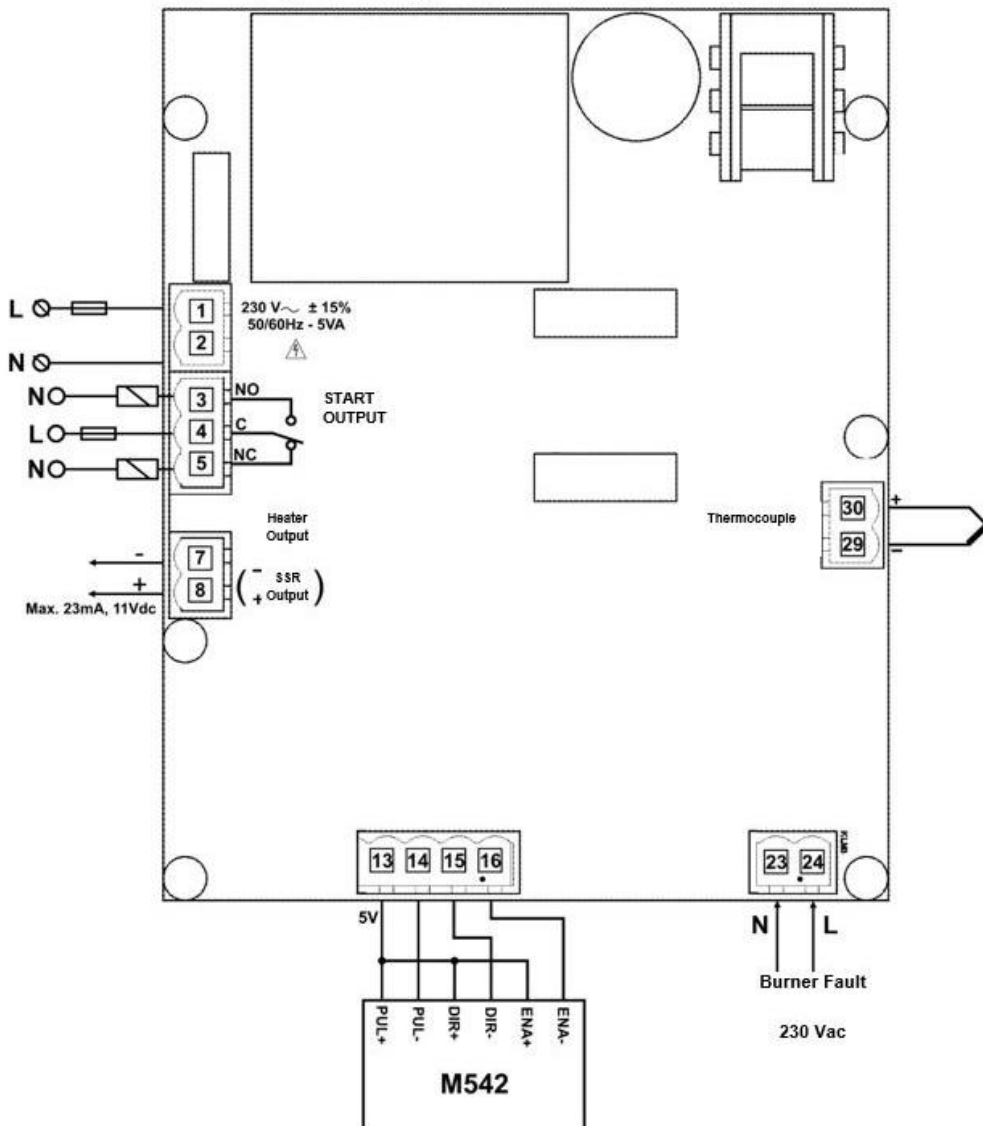 L
1
230 V~ ± 15%
50/60Hz - 5VA
2
N
N
3
NO
START
OUTPUT
L
4
C
N
5
NC
Heater
Output
-
7
+
8
( - SSR
+ Output )
Max. 23mA, 11Vdc
Thermocouple
30
+
29
-
13 14 15 16
23 24
KLMB
5V
N L
Burner Fault
230 Vac
PUL+ PUL- DIR+ DIR- ENA+ ENA-
M542